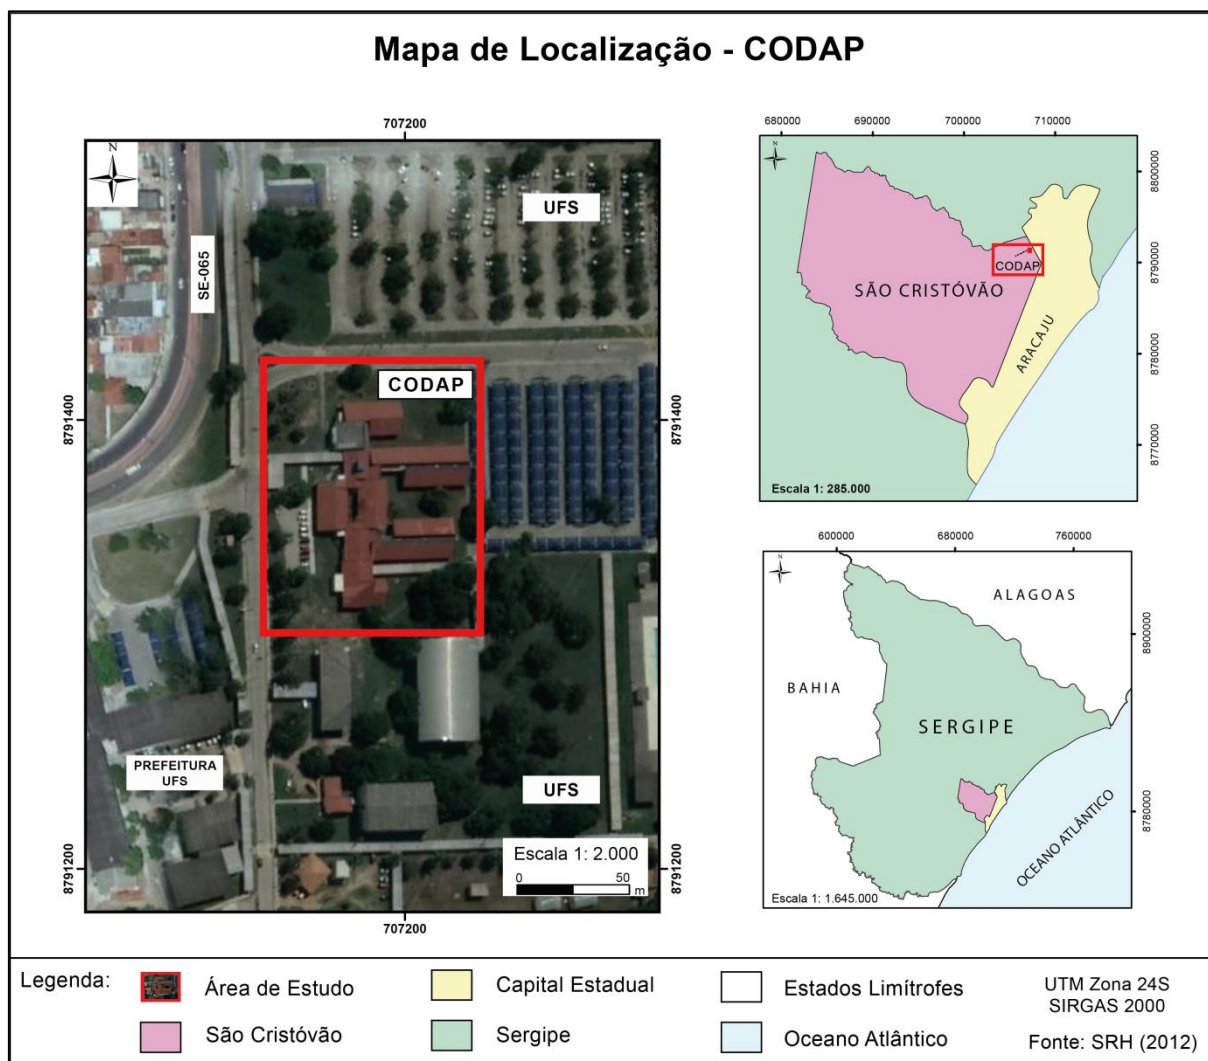 Mapa de Localização - CODAP
707200
UFS
SE-065
CODAP
8791400
8791400
PREFEITURA
UFS
UFS
Escala 1: 2.000
0 50
m
8791200
8791200
707200
680000 690000 700000 710000
8800000
8790000
8780000
8770000
CODAP
SÃO CRISTÓVÃO
ARACAJU
Escala 1: 285.000
600000 680000 760000
ALAGOAS
8900000
BAHIA
SERGIPE
8780000
OCEANO ATLÂNTICO
Escala 1: 1.645.000
Legenda:
Área de Estudo
Capital Estadual
Estados Limítrofes
São Cristóvão
Sergipe
Oceano Atlântico
UTM Zona 24S
SIRGAS 2000
Fonte: SRH (2012)